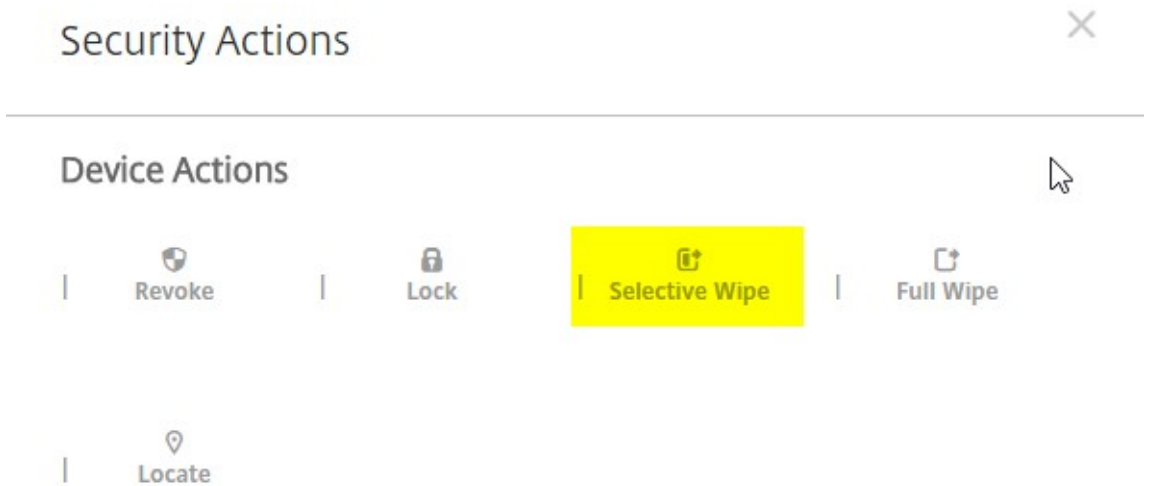 Security Actions
Device Actions
| Revoke | Lock | Selective Wipe | Full Wipe
| Locate